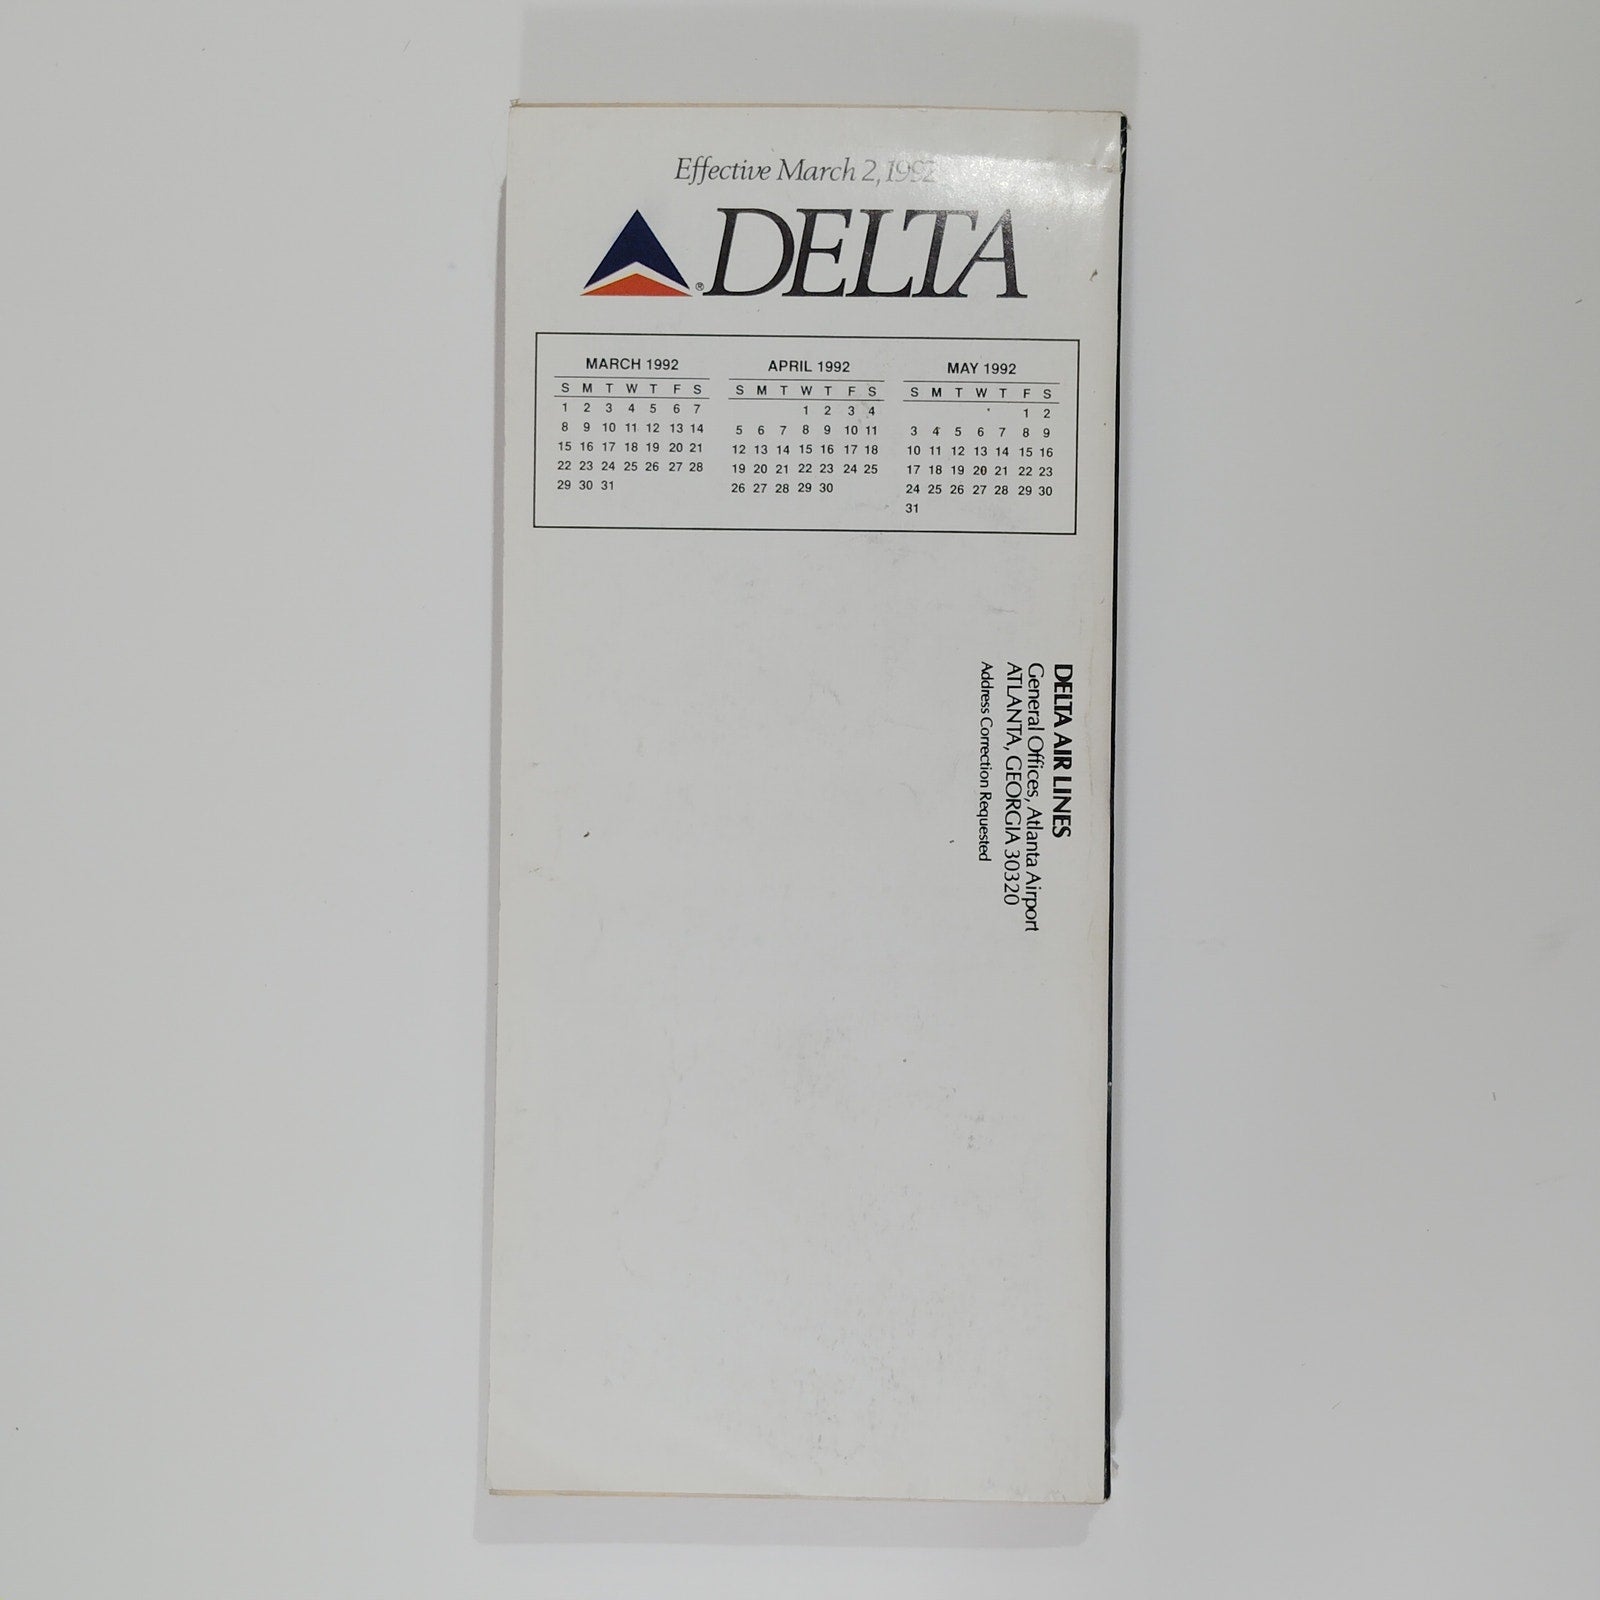 Effective March 2, 1992
® DELTA
MARCH 1992
S M T W T F S
1 2 3 4 5 6 7
8 9 10 11 12 13 14
15 16 17 18 19 20 21
22 23 24 25 26 27 28
29 30 31
APRIL 1992
S M T W T F S
1 2 3 4
5 6 7 8 9 10 11
12 13 14 15 16 17 18
19 20 21 22 23 24 25
26 27 28 29 30
MAY 1992
S M T W T F S
1 2
3 4 5 6 7 8 9
10 11 12 13 14 15 16
17 18 19 20 21 22 23
24 25 26 27 28 29 30
31
DELTA AIR LINES
General Offices, Atlanta Airport
ATLANTA, GEORGIA 30320
Address Correction Requested